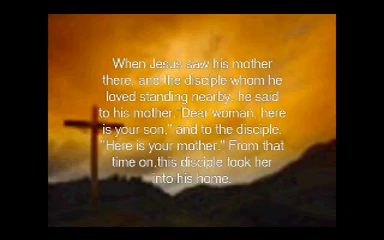 When Jesus saw his mother
there, and the disciple whom he
loved standing nearby, he said
to his mother, "Dear woman, here
is your son," and to the disciple,
"Here is your mother." From that
time on,this disciple took her
into his home.